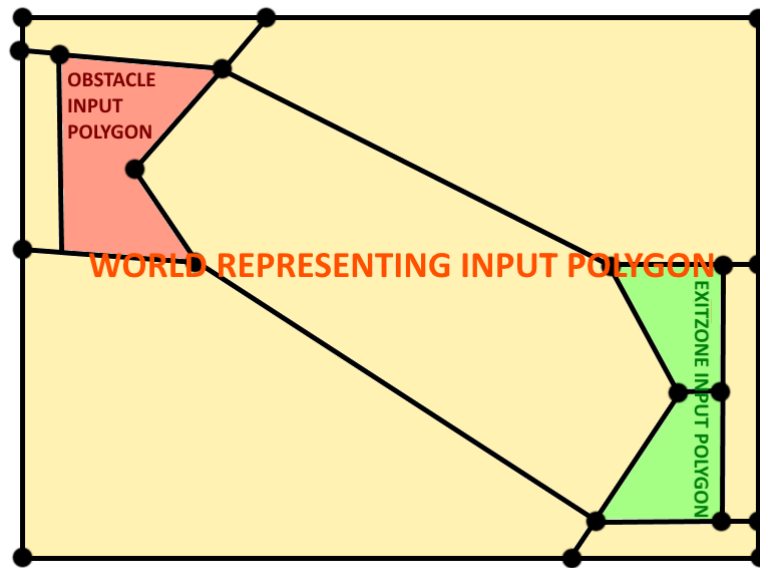 OBSTACLE
INPUT
POLYGON
WORLD REPRESENTING INPUT POLYGON
EXITZONE INPUT POLYGON